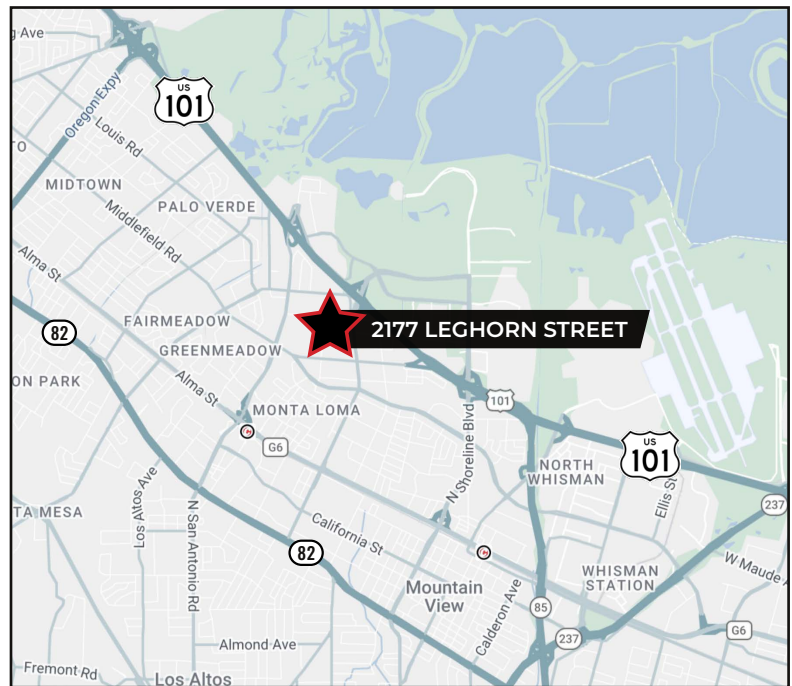 g Ave
US
101
Oregon Expy
Louis Rd
TO
MIDTOWN
PALO VERDE
Middlefield Rd
Alma St
82
FAIRMEADOW
2177 LEGHORN STREET
GREENMEADOW
ON PARK
Alma St
101
MONTA LOMA
G6
N Shoreline Blvd
US
101
NORTH
WHISMAN
Ellis St
237
Los Altos Ave
N San Antonio Rd
TA MESA
California St
82
W Maude A
WHISMAN
STATION
Mountain
View
Calderon Ave
85
237
G6
Almond Ave
Fremont Rd
Los Altos